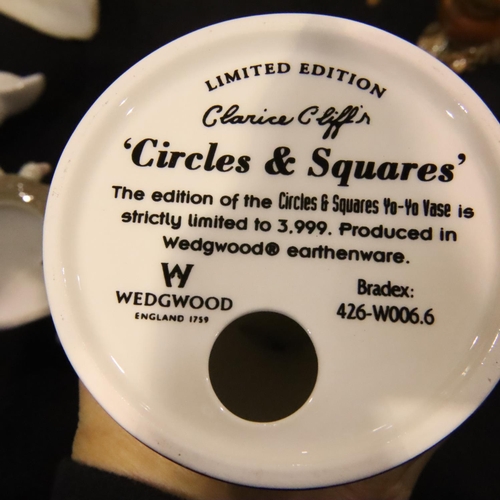 LIMITED EDITION
Clarice Cliff's
‘Circles & Squares’
The edition of the Circles & Squares Yo-Yo Vase is
strictly limited to 3,999. Produced in
Wedgwood® earthenware.
W
WEDGWOOD
ENGLAND 1759
Bradex:
426-W006.6